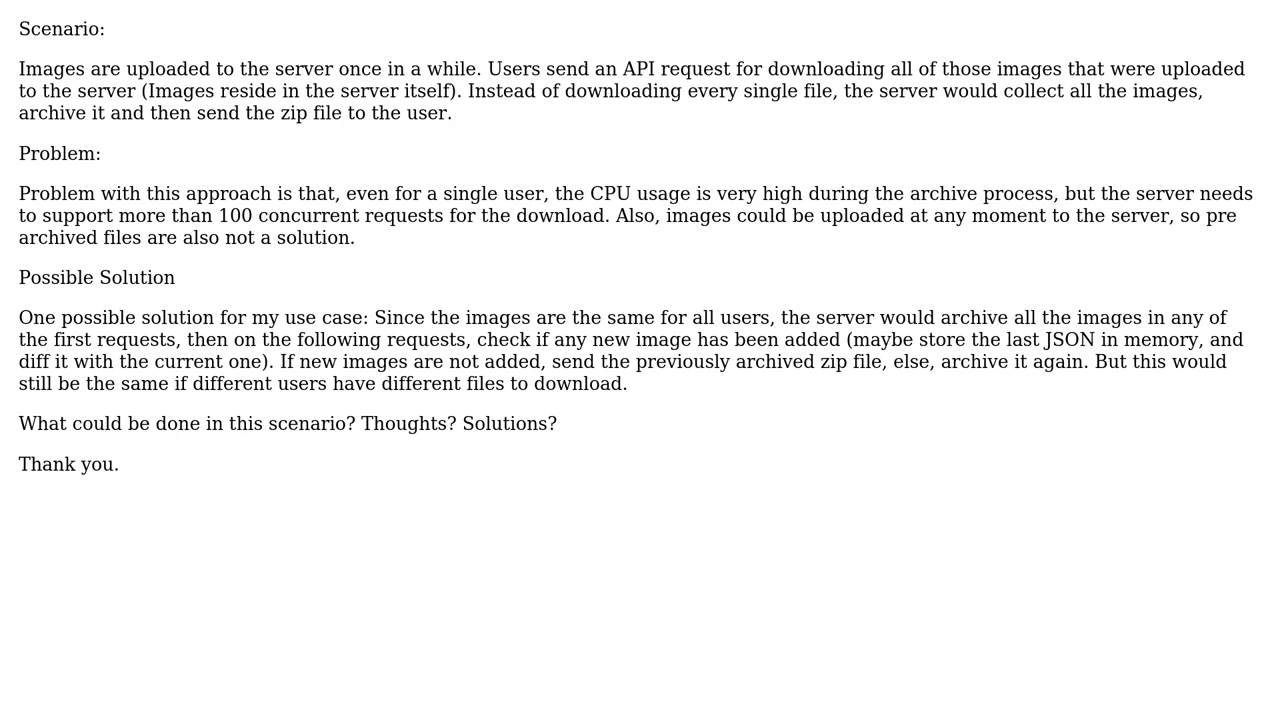 Scenario:
Images are uploaded to the server once in a while. Users send an API request for downloading all of those images that were uploaded
to the server (Images reside in the server itself). Instead of downloading every single file, the server would collect all the images,
archive it and then send the zip file to the user.
Problem:
Problem with this approach is that, even for a single user, the CPU usage is very high during the archive process, but the server needs
to support more than 100 concurrent requests for the download. Also, images could be uploaded at any moment to the server, so pre
archived files are also not a solution.
Possible Solution
One possible solution for my use case: Since the images are the same for all users, the server would archive all the images in any of
the first requests, then on the following requests, check if any new image has been added (maybe store the last JSON in memory, and
diff it with the current one). If new images are not added, send the previously archived zip file, else, archive it again. But this would
still be the same if different users have different files to download.
What could be done in this scenario? Thoughts? Solutions?
Thank you.